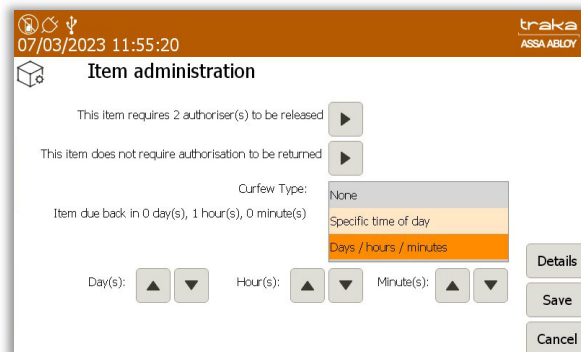 07/03/2023 11:55:20
traka
ASSA ABLOY
Item administration
This item requires 2 authoriser(s) to be released
This item does not require authorisation to be returned
Curfew Type:
None
Item due back in 0 day(s), 1 hour(s), 0 minute(s)
Specific time of day
Days / hours / minutes
Day(s):
Hour(s):
Minute(s):
Details
Save
Cancel